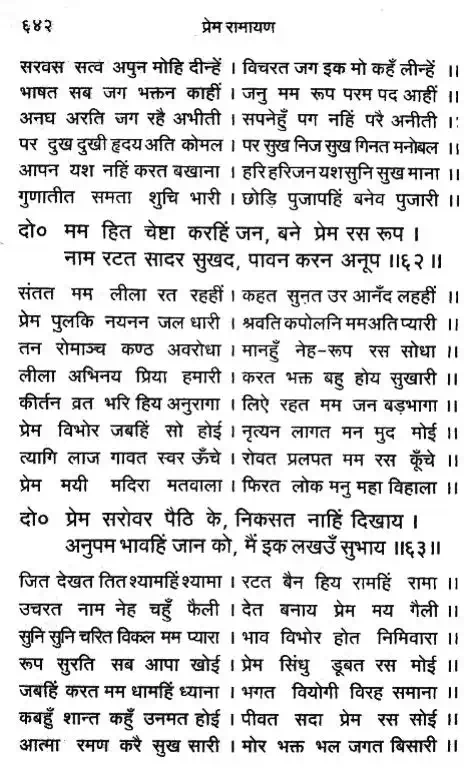 ६४२
प्रेम रामायण
सरवस सत्व अपुन मोहि दीन्हें । विचरत जग इक मो कहँ लीन्हें ॥
भाषत सब जग भक्तन काहीं । जनु मम रूप परम पद आहीं ॥
अनघ अरति जग रहै अभीती । सपनेहुँ पग नहिं परै अनीती ॥
पर दुख दुखी हृदय अति कोमल । पर सुख निज सुख गिनत मनोबल ॥
आपन यश नहिं करत बखाना । हरि हरिजन यश सुनि सुख माना ॥
गुणातीत समता शुचि भारी । छोड़ि पुजापहिं बनेव पुजारी ॥
दो० मम हित चेष्टा करहिं जन, बने प्रेम रस रूप ।
नाम रटत सादर सुखद, पावन करन अनूप ॥६२॥
संतत मम लीला रत रहहीं । कहत सुनत उर आनँद लहहीं ॥
प्रेम पुलकि नयनन जल धारी । श्रवति कपोलनि मम अति प्यारी ॥
तन रोमाञ्च कण्ठ अवरोधा । मानहुँ नेह-रूप रस सोधा ॥
लीला अभिनय प्रिया हमारी । करत भक्त बहु होय सुखारी ॥
कीर्तन व्रत भरि हिय अनुरागा । लिऐ रहत मम जन बड़भागा ॥
प्रेम विभोर जबहिं सो होई । नृत्यन लागत मन मुद मोई ॥
त्यागि लाज गावत स्वर ऊँचे । रोवत प्रलपत मम रस कूँचे ॥
प्रेम मयी मदिरा मतवाला । फिरत लोक मनु महा विहाला ॥
दो० प्रेम सरोवर पैठि के, निकसत नाहिं दिखाय ।
अनुपम भावहिं जान को, मैं इक लखउँ सुभाय ॥६३॥
जित देखत तित श्यामहिं श्यामा । रटत बैन हिय रामहिं रामा ॥
उचरत नाम नेह चहुँ फैली । देत बनाय प्रेम मय गैली ॥
सुनि सुनि चरित विकल मम प्यारा । भाव विभोर होत निमिवारा ॥
रूप सुरति सब आपा खोई । प्रेम सिंधु डूबत रस मोई ॥
जबहिं करत मम धामहिं ध्याना । भगत वियोगी विरह समाना ॥
कबहुँ शान्त कहुँ उनमत होई । पीवत सदा प्रेम रस सोई ॥
आत्मा रमण करै सुख सारी । मोर भक्त भल जगत बिसारी ॥